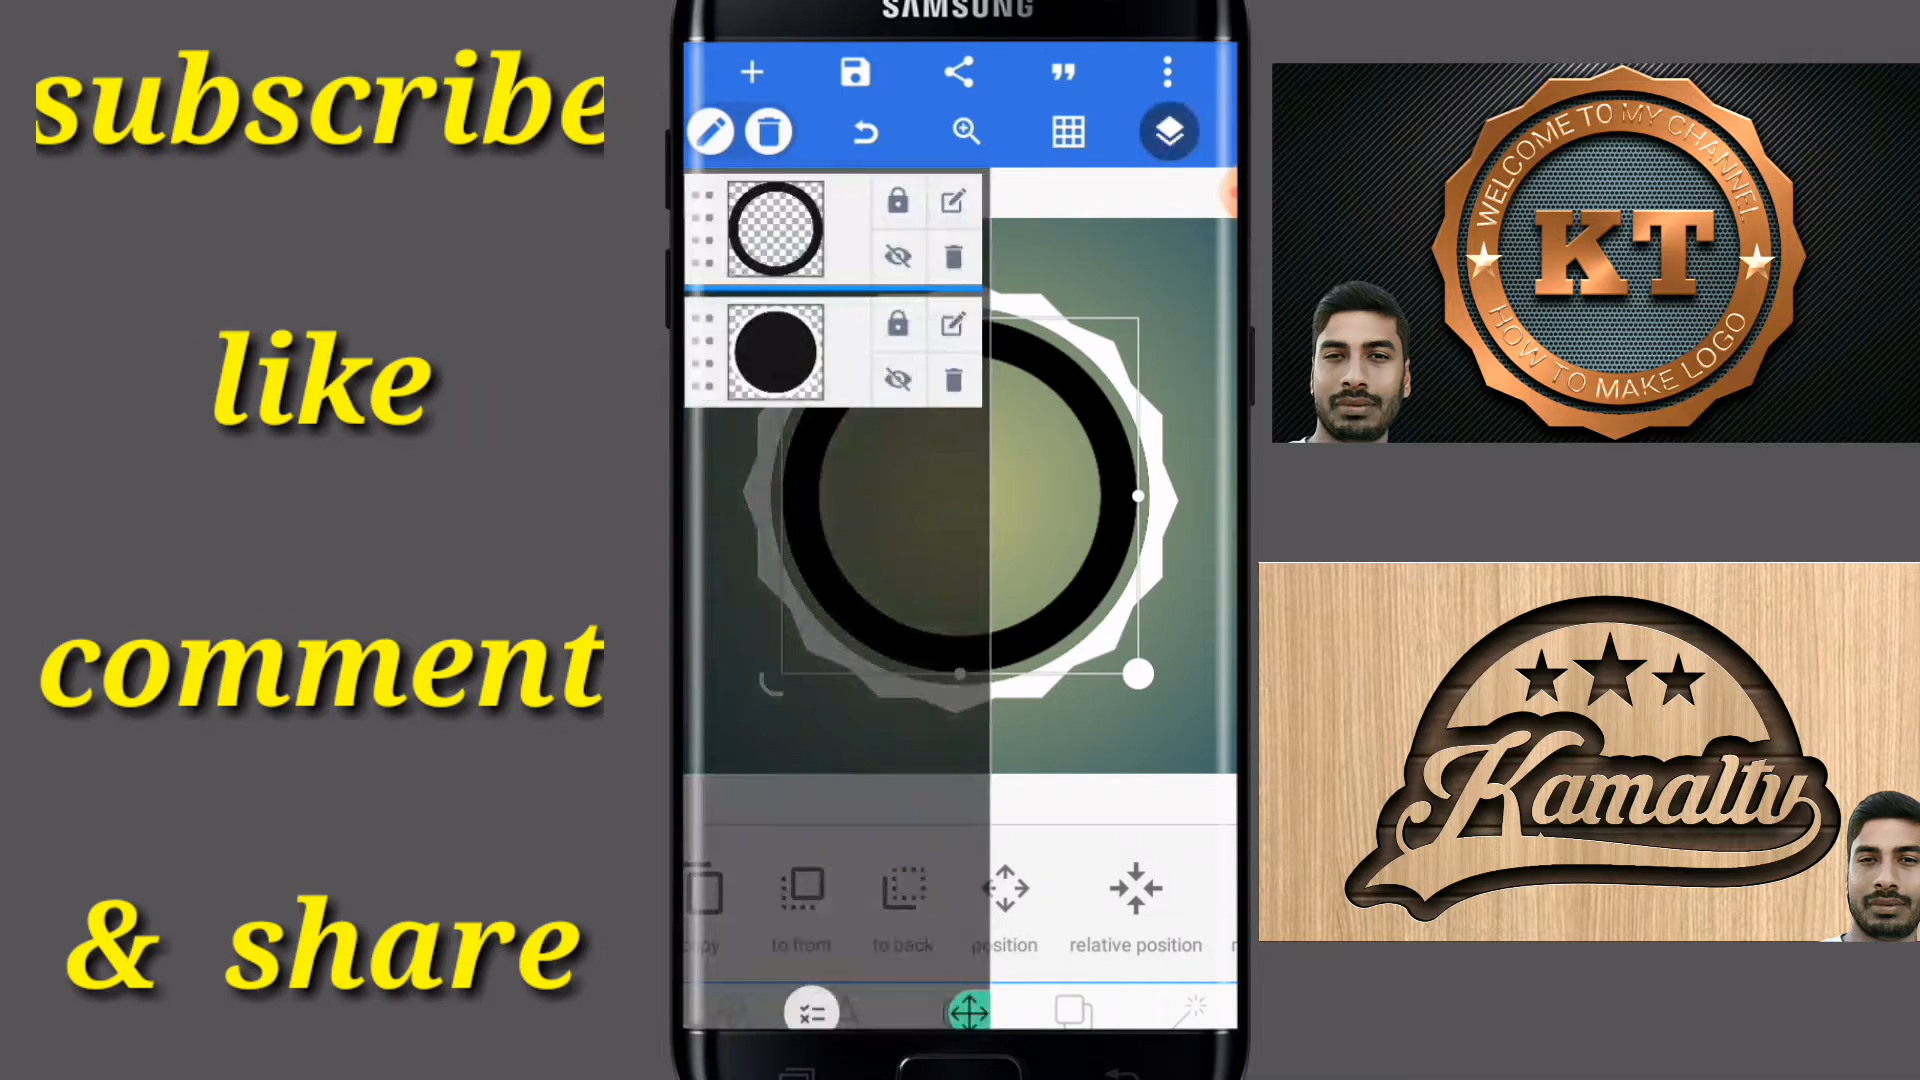 subscribe
like
comment
& share
SAMSUNG
to front
to back
position
relative position
WELCOME TO MY CHANNEL
KT
HOW TO MAKE LOGO
Kamaltv